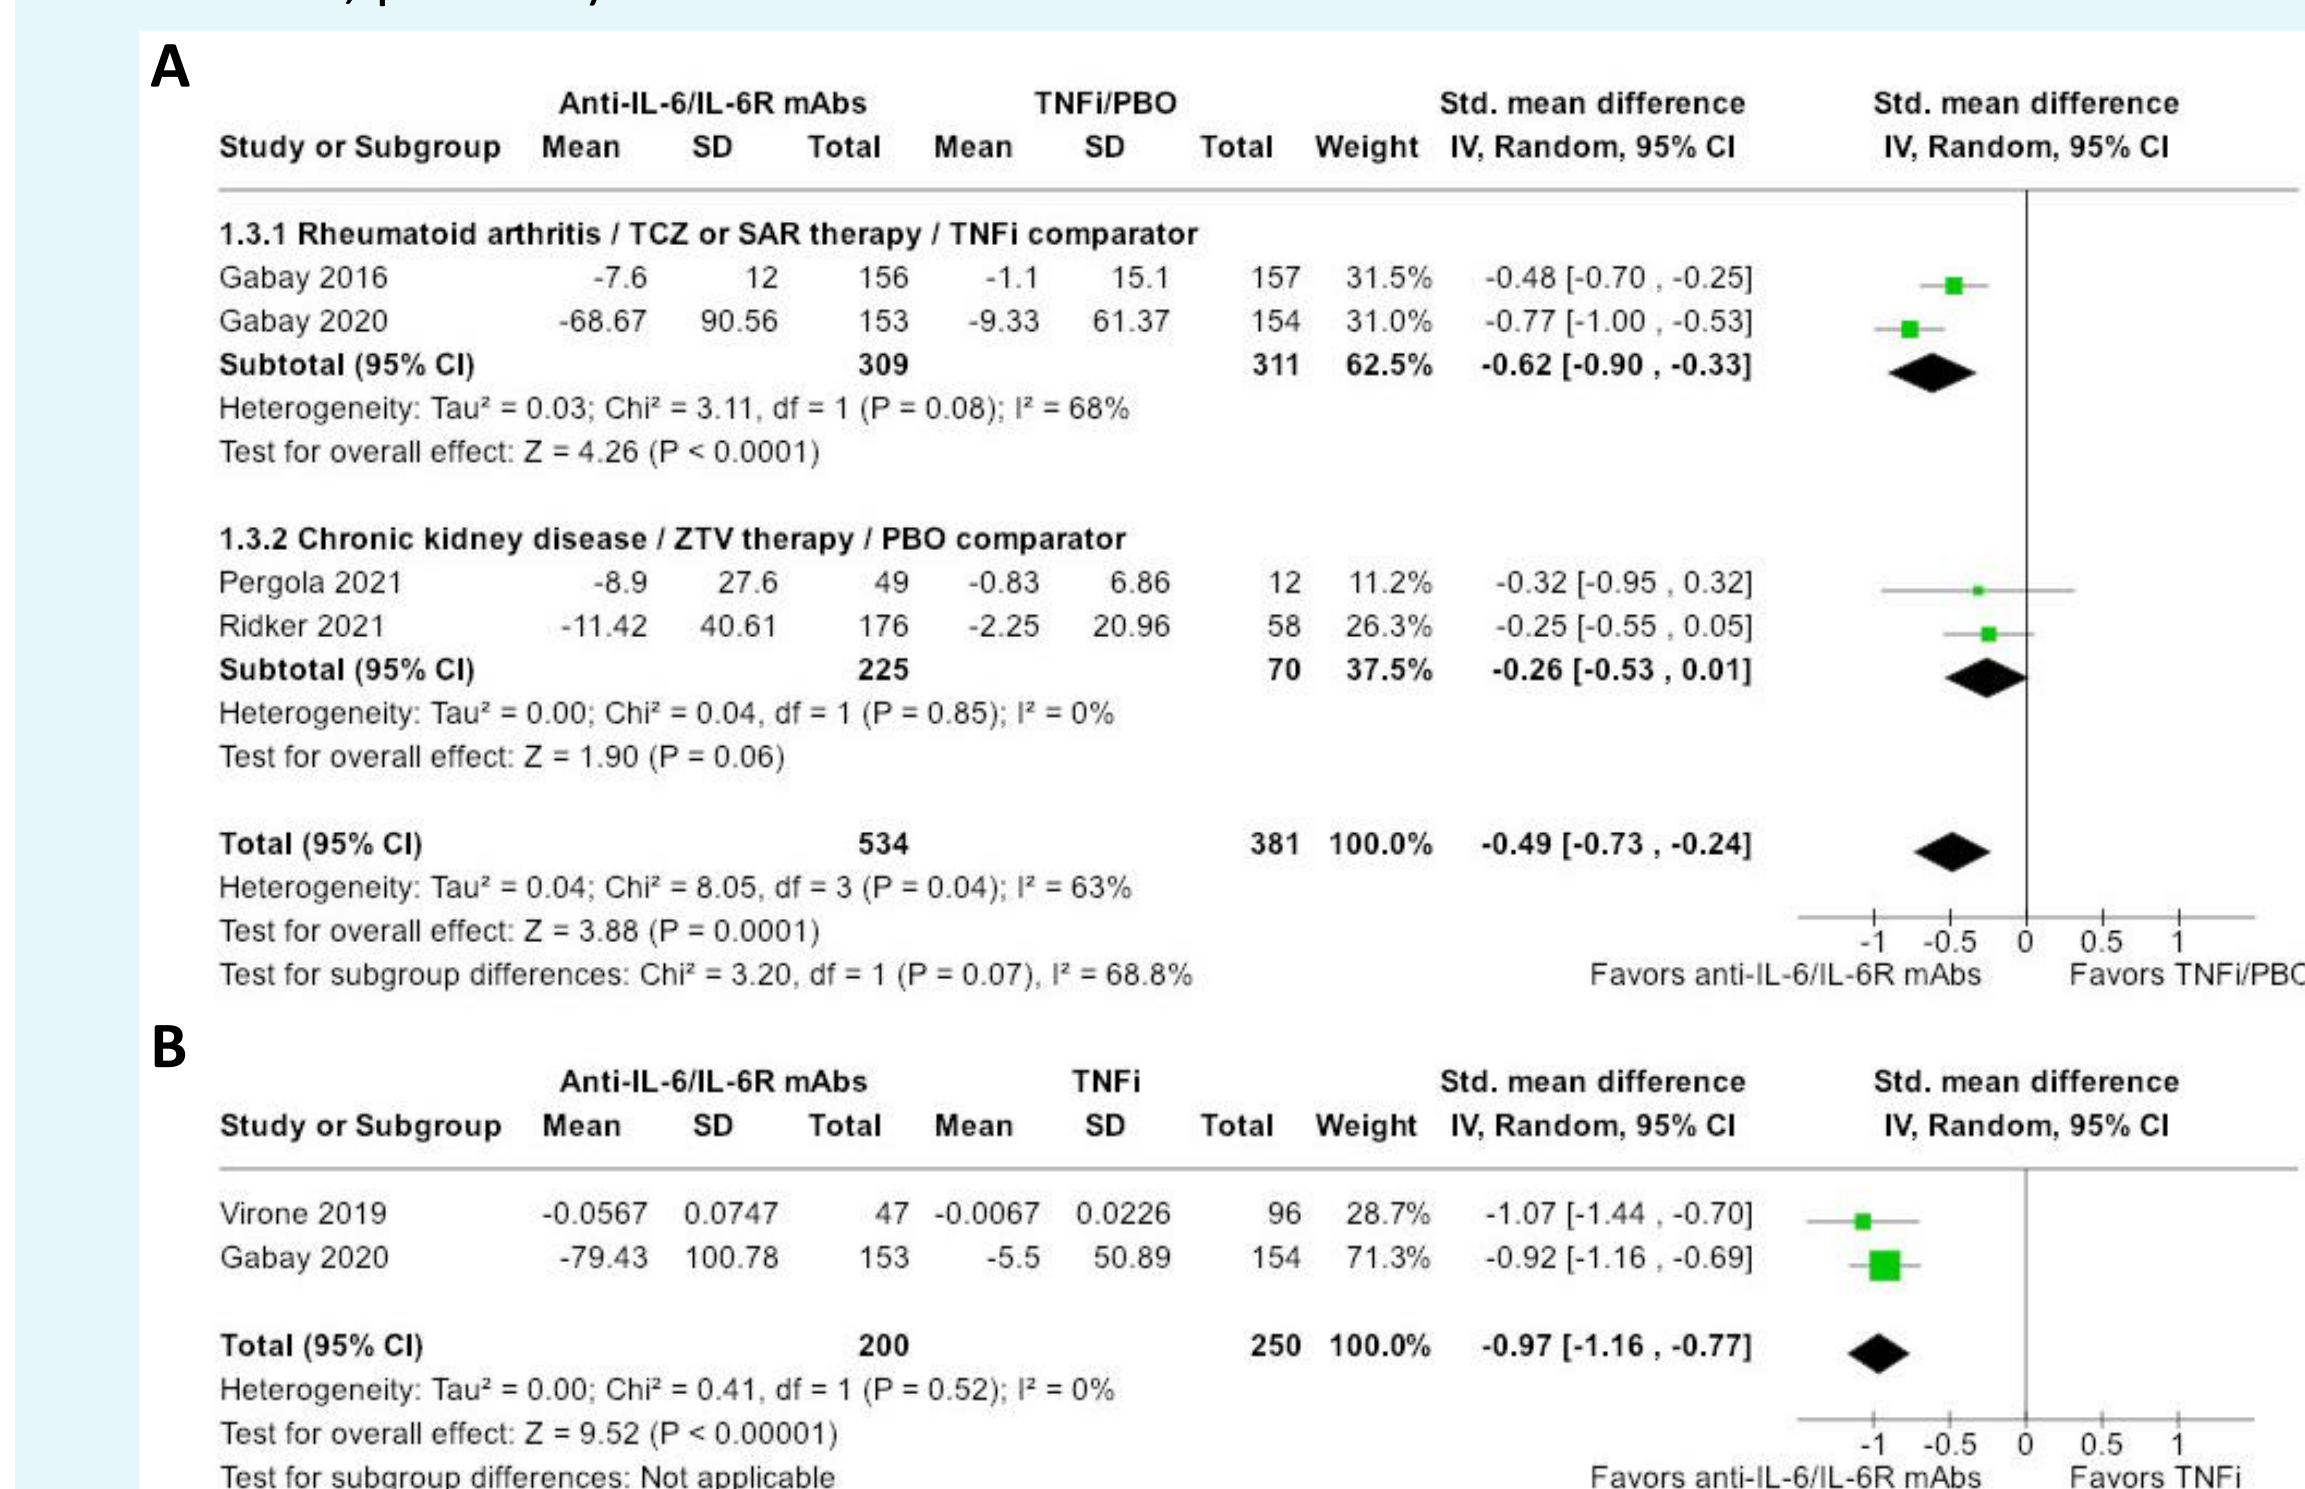 A
Anti-IL-6/IL-6R mAbs TNFi/PBO Std. mean difference Std. mean difference
Study or Subgroup Mean SD Total Mean SD Total Weight IV, Random, 95% CI IV, Random, 95% CI
1.3.1 Rheumatoid arthritis / TCZ or SAR therapy / TNFi comparator
Gabay 2016 -7.6 12 156 -1.1 15.1 157 31.5% -0.48 [-0.70 , -0.25]
Gabay 2020 -68.67 90.56 153 -9.33 61.37 154 31.0% -0.77 [-1.00 , -0.53]
Subtotal (95% CI) 309 311 62.5% -0.62 [-0.90 , -0.33]
Heterogeneity: Tau² = 0.03; Chi² = 3.11, df = 1 (P = 0.08); I² = 68%
Test for overall effect: Z = 4.26 (P < 0.0001)
1.3.2 Chronic kidney disease / ZTV therapy / PBO comparator
Pergola 2021 -8.9 27.6 49 -0.83 6.86 12 11.2% -0.32 [-0.95 , 0.32]
Ridker 2021 -11.42 40.61 176 -2.25 20.96 58 26.3% -0.25 [-0.55 , 0.05]
Subtotal (95% CI) 225 70 37.5% -0.26 [-0.53 , 0.01]
Heterogeneity: Tau² = 0.00; Chi² = 0.04, df = 1 (P = 0.85); I² = 0%
Test for overall effect: Z = 1.90 (P = 0.06)
Total (95% CI) 534 381 100.0% -0.49 [-0.73 , -0.24]
Heterogeneity: Tau² = 0.04; Chi² = 8.05, df = 3 (P = 0.04); I² = 63%
Test for overall effect: Z = 3.88 (P = 0.0001)
-1 -0.5 0 0.5 1
Test for subgroup differences: Chi² = 3.20, df = 1 (P = 0.07), I² = 68.8%
Favors anti-IL-6/IL-6R mAbs Favors TNFi/PBO
B
Anti-IL-6/IL-6R mAbs TNFi Std. mean difference Std. mean difference
Study or Subgroup Mean SD Total Mean SD Total Weight IV, Random, 95% CI IV, Random, 95% CI
Virone 2019 -0.0567 0.0747 47 -0.0067 0.0226 96 28.7% -1.07 [-1.44 , -0.70]
Gabay 2020 -79.43 100.78 153 -5.5 50.89 154 71.3% -0.92 [-1.16 , -0.69]
Total (95% CI) 200 250 100.0% -0.97 [-1.16 , -0.77]
Heterogeneity: Tau² = 0.00; Chi² = 0.41, df = 1 (P = 0.52); I² = 0%
Test for overall effect: Z = 9.52 (P < 0.00001)
-1 -0.5 0 0.5 1
Test for subgroup differences: Not applicable
Favors anti-IL-6/IL-6R mAbs Favors TNFi